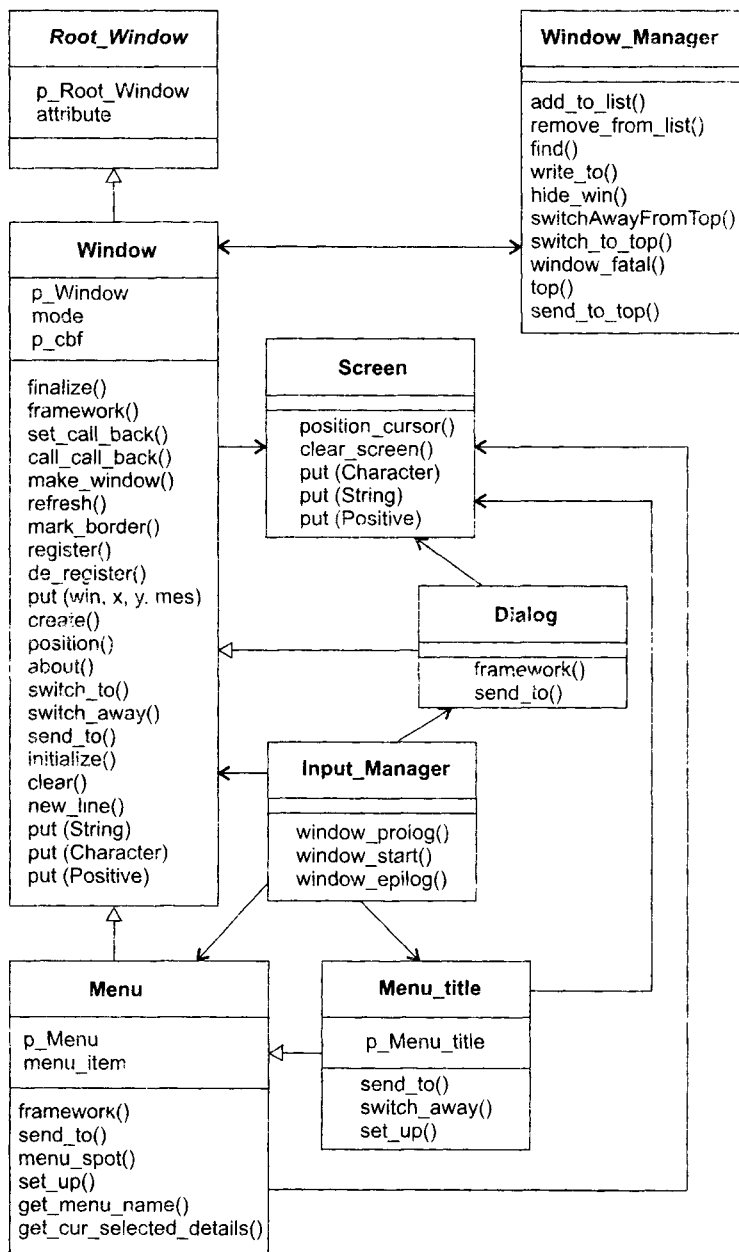 Root_Window
p_Root_Window
attribute
Window_Manager
add_to_list()
remove_from_list()
find()
write_to()
hide_win()
switchAwayFromTop()
switch_to_top()
window_fatal()
top()
send_to_top()
Window
p_Window
mode
p_cbf
finalize()
framework()
set_call_back()
call_call_back()
make_window()
refresh()
mark_border()
register()
de_register()
put (win, x, y. mes)
create()
position()
about()
switch_to()
switch_away()
send_to()
initialize()
clear()
new_line()
put (String)
put (Character)
put (Positive)
Screen
position_cursor()
clear_screen()
put (Character)
put (String)
put (Positive)
Dialog
framework()
send_to()
Input_Manager
window_prolog()
window_start()
window_epilog()
Menu
p_Menu
menu_item
framework()
send_to()
menu_spot()
set_up()
get_menu_name()
get_cur_selected_details()
Menu_title
p_Menu_title
send_to()
switch_away()
set_up()